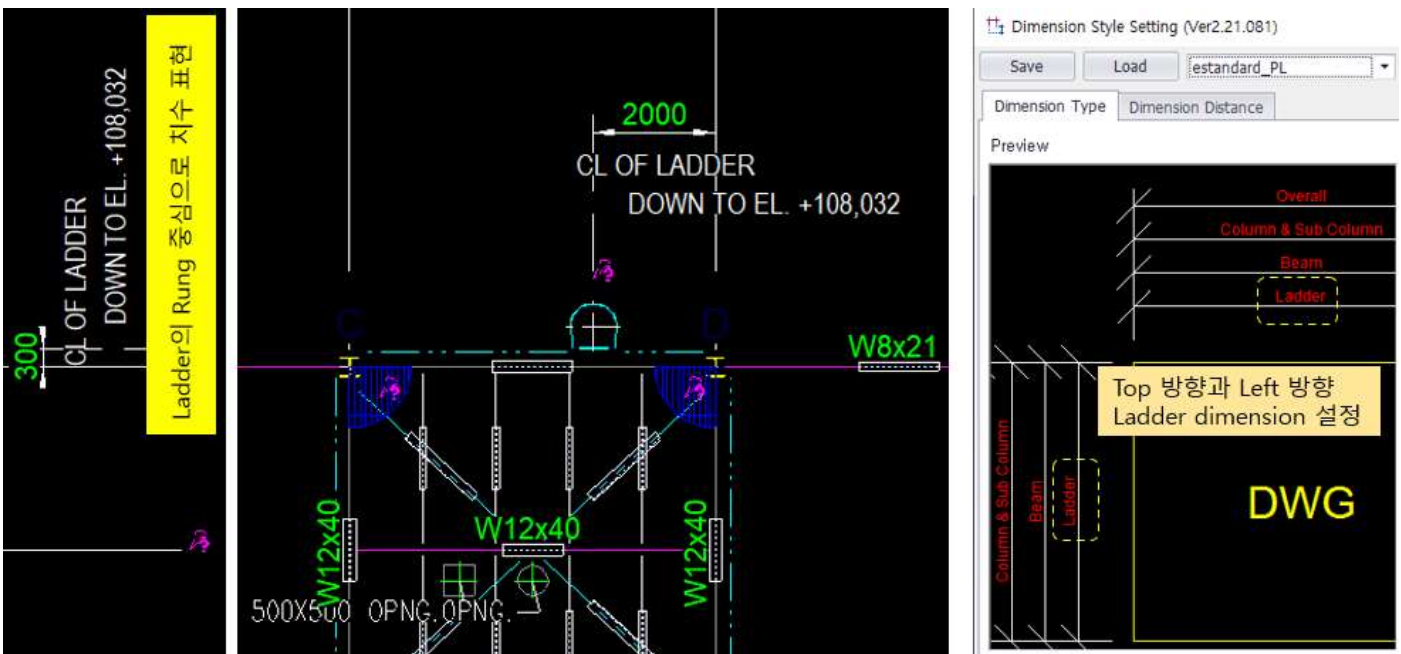 300
CL OF LADDER
DOWN TO EL. +108,032
Ladder의 Rung 중심으로 치수 표현
2000
CL OF LADDER
DOWN TO EL. +108,032
C
D
W8x21
W12x40
W12x40
W12x40
500X500 OPNG.OPNG.
Dimension Style Setting (Ver2.21.081)
Save
Load
estandard_PL
Dimension Type
Dimension Distance
Preview
Overall
Column & Sub Column
Beam
Ladder
Top 방향과 Left 방향
Ladder dimension 설정
Column & Sub Column
Beam
Ladder
DWG